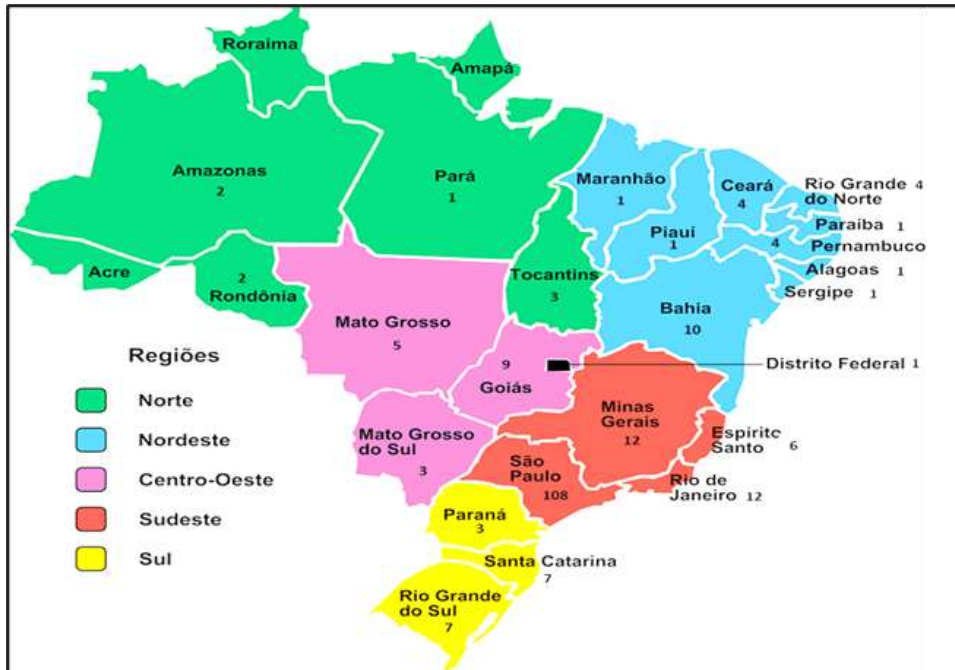 Roraima
Amapá
Amazonas
2
Pará
1
Maranhão
1
Ceará
4
Rio Grande 4
do Norte
Paraíba 1
Piauí
1
4
Pernambuco
Acre
2
Rondônia
Tocantins
3
Alagoas 1
Sergipe 1
Bahia
10
Mato Grosso
5
9
Goiás
Distrito Federal 1
Mato Grosso
do Sul
3
Minas
Gerais
12
Espirito
Santo 6
São
Paulo
108
Rio de
Janeiro 12
Paraná
3
Santa Catarina
7
Rio Grande
do Sul
7
Regiões
Norte
Nordeste
Centro-Oeste
Sudeste
Sul